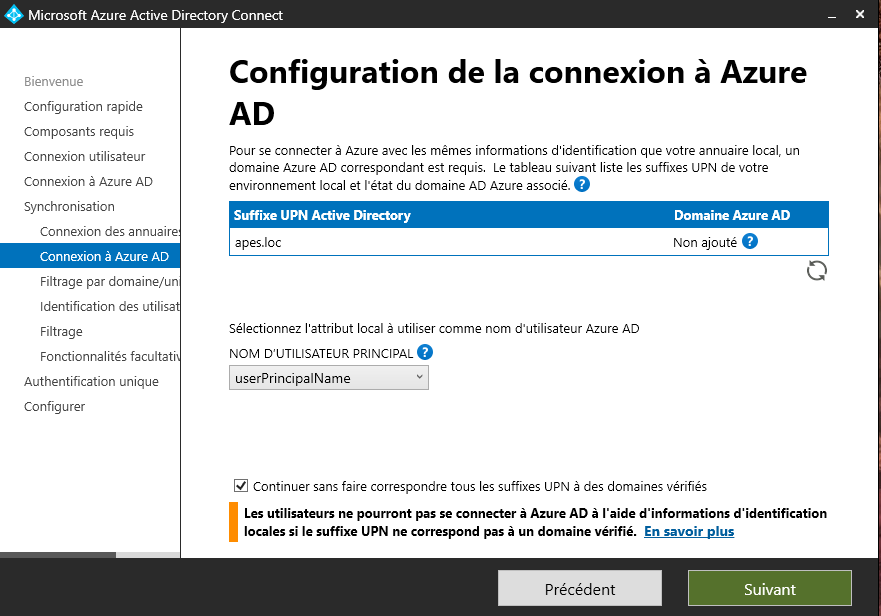 Microsoft Azure Active Directory Connect
Bienvenue
Configuration rapide
Composants requis
Connexion utilisateur
Connexion à Azure AD
Synchronisation
Connexion des annuaires
Connexion à Azure AD
Filtrage par domaine/uni
Identification des utilisat
Filtrage
Fonctionnalités facultativ
Authentification unique
Configurer
Configuration de la connexion à Azure
AD
Pour se connecter à Azure avec les mêmes informations d'identification que votre annuaire local, un
domaine Azure AD correspondant est requis. Le tableau suivant liste les suffixes UPN de votre
environnement local et l'état du domaine AD Azure associé. ?
Suffixe UPN Active Directory Domaine Azure AD
apes.loc Non ajouté ?
Sélectionnez l'attribut local à utiliser comme nom d'utilisateur Azure AD
NOM D'UTILISATEUR PRINCIPAL ?
userPrincipalName
Continuer sans faire correspondre tous les suffixes UPN à des domaines vérifiés
Les utilisateurs ne pourront pas se connecter à Azure AD à l'aide d'informations d'identification
locales si le suffixe UPN ne correspond pas à un domaine vérifié. En savoir plus
Précédent Suivant